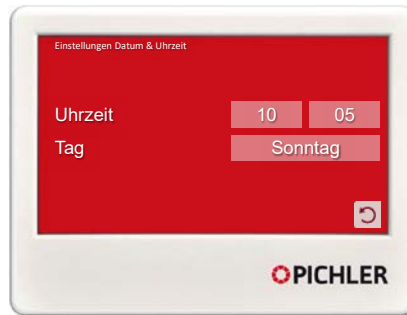 Einstellungen Datum & Uhrzeit
Uhrzeit 10 05
Tag Sonntag
PICHLER